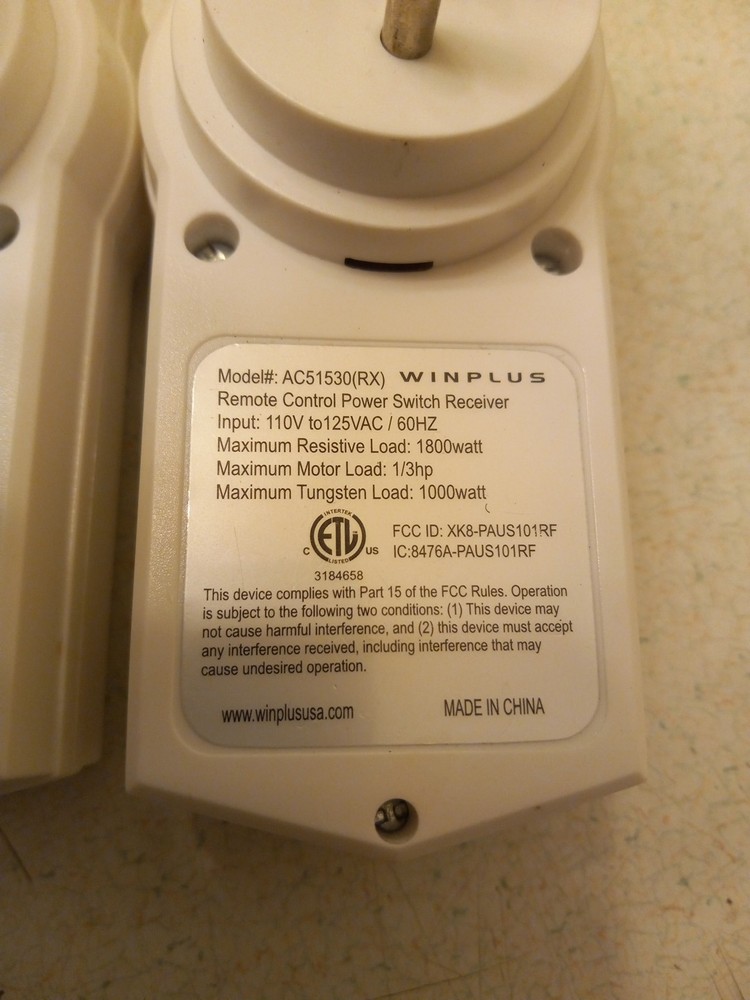 Model#: AC51530(RX) WINPLUS
Remote Control Power Switch Receiver
Input: 110V to125VAC / 60HZ
Maximum Resistive Load: 1800watt
Maximum Motor Load: 1/3hp
Maximum Tungsten Load: 1000watt
INTERTEK
C ETL US
LISTED
3184658
FCC ID: XK8-PAUS101RF
IC:8476A-PAUS101RF
This device complies with Part 15 of the FCC Rules. Operation
is subject to the following two conditions: (1) This device may
not cause harmful interference, and (2) this device must accept
any interference received, including interference that may
cause undesired operation.
www.winplususa.com MADE IN CHINA